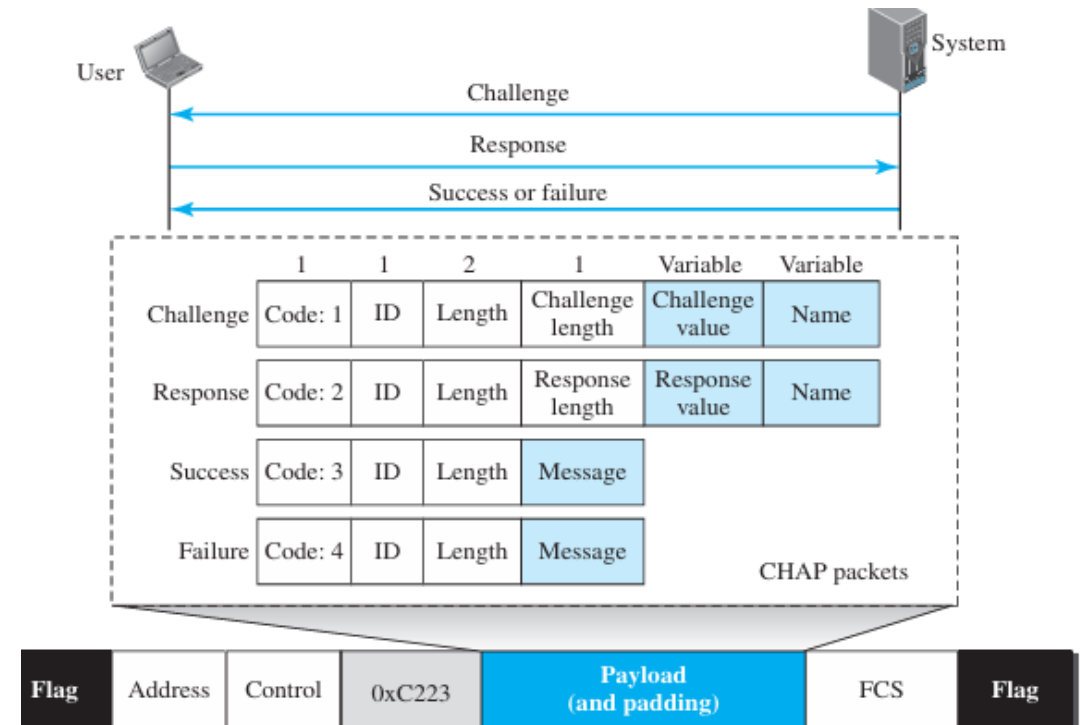 User
System
Challenge
Response
Success or failure
1 1 2 1 Variable Variable
Challenge Code: 1 ID Length Challenge length Challenge value Name
Response Code: 2 ID Length Response length Response value Name
Success Code: 3 ID Length Message
Failure Code: 4 ID Length Message
CHAP packets
Flag Address Control 0xC223 Payload (and padding) FCS Flag